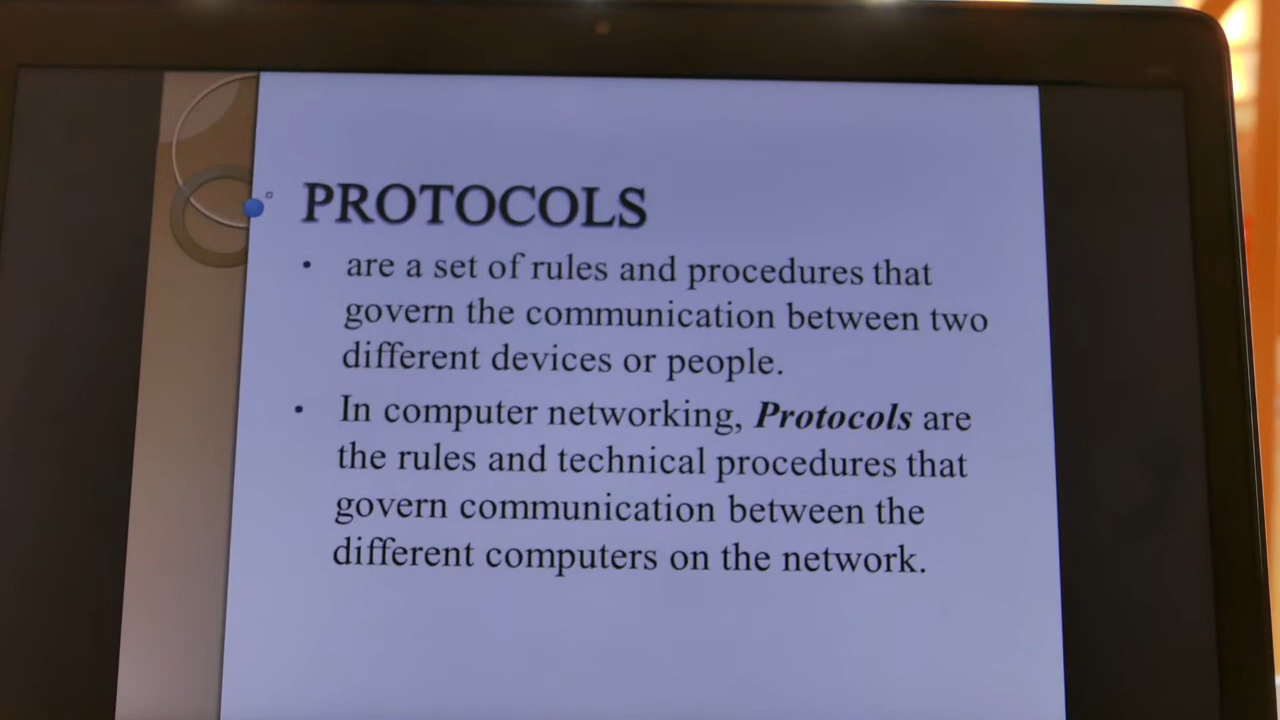 PROTOCOLS
• are a set of rules and procedures that
govern the communication between two
different devices or people.
• In computer networking, Protocols are
the rules and technical procedures that
govern communication between the
different computers on the network.